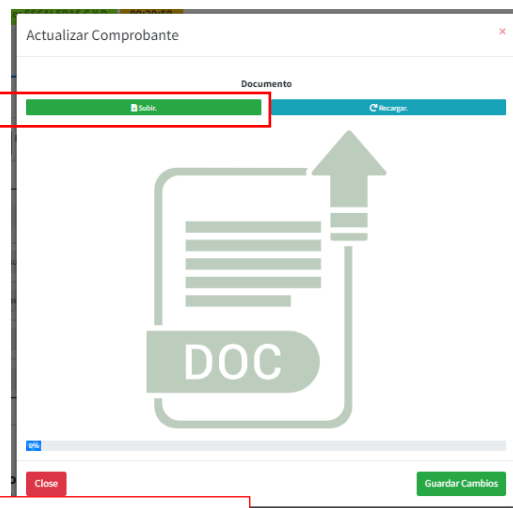 Actualizar Comprobante
×
Documento
Subir.
Recargar.
DOC
0%
Close
Guardar Cambios